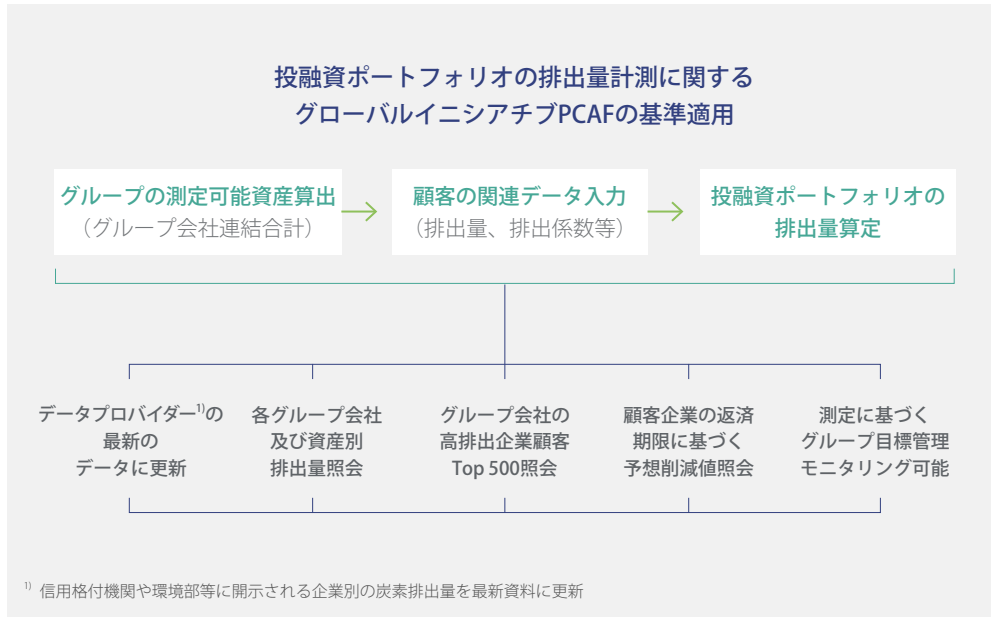 投融資ポートフォリオの排出量計測に関する
グローバルイニシアチブPCAFの基準適用
グループの測定可能資産算出
（グループ会社連結合計）
顧客の関連データ入力
（排出量、排出係数等）
投融資ポートフォリオの
排出量算定
データプロバイダー1)の
最新の
データに更新
各グループ会社
及び資産別
排出量照会
グループ会社の
高排出企業顧客
Top 500照会
顧客企業の返済
期限に基づく
予想削減値照会
測定に基づく
グループ目標管理
モニタリング可能
1) 信用格付機関や環境部等に開示される企業別の炭素排出量を最新資料に更新